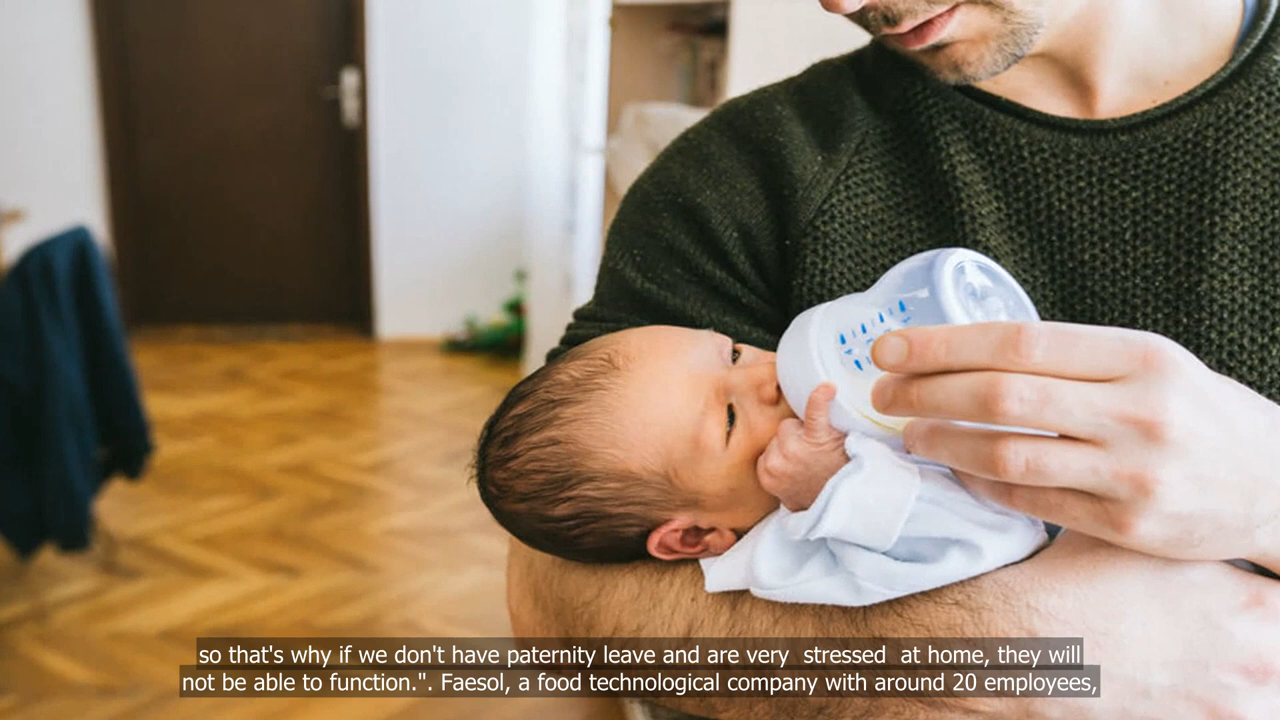 so that's why if we don't have paternity leave and are very  stressed  at home, they will
not be able to function.". Faesol, a food technological company with around 20 employees,